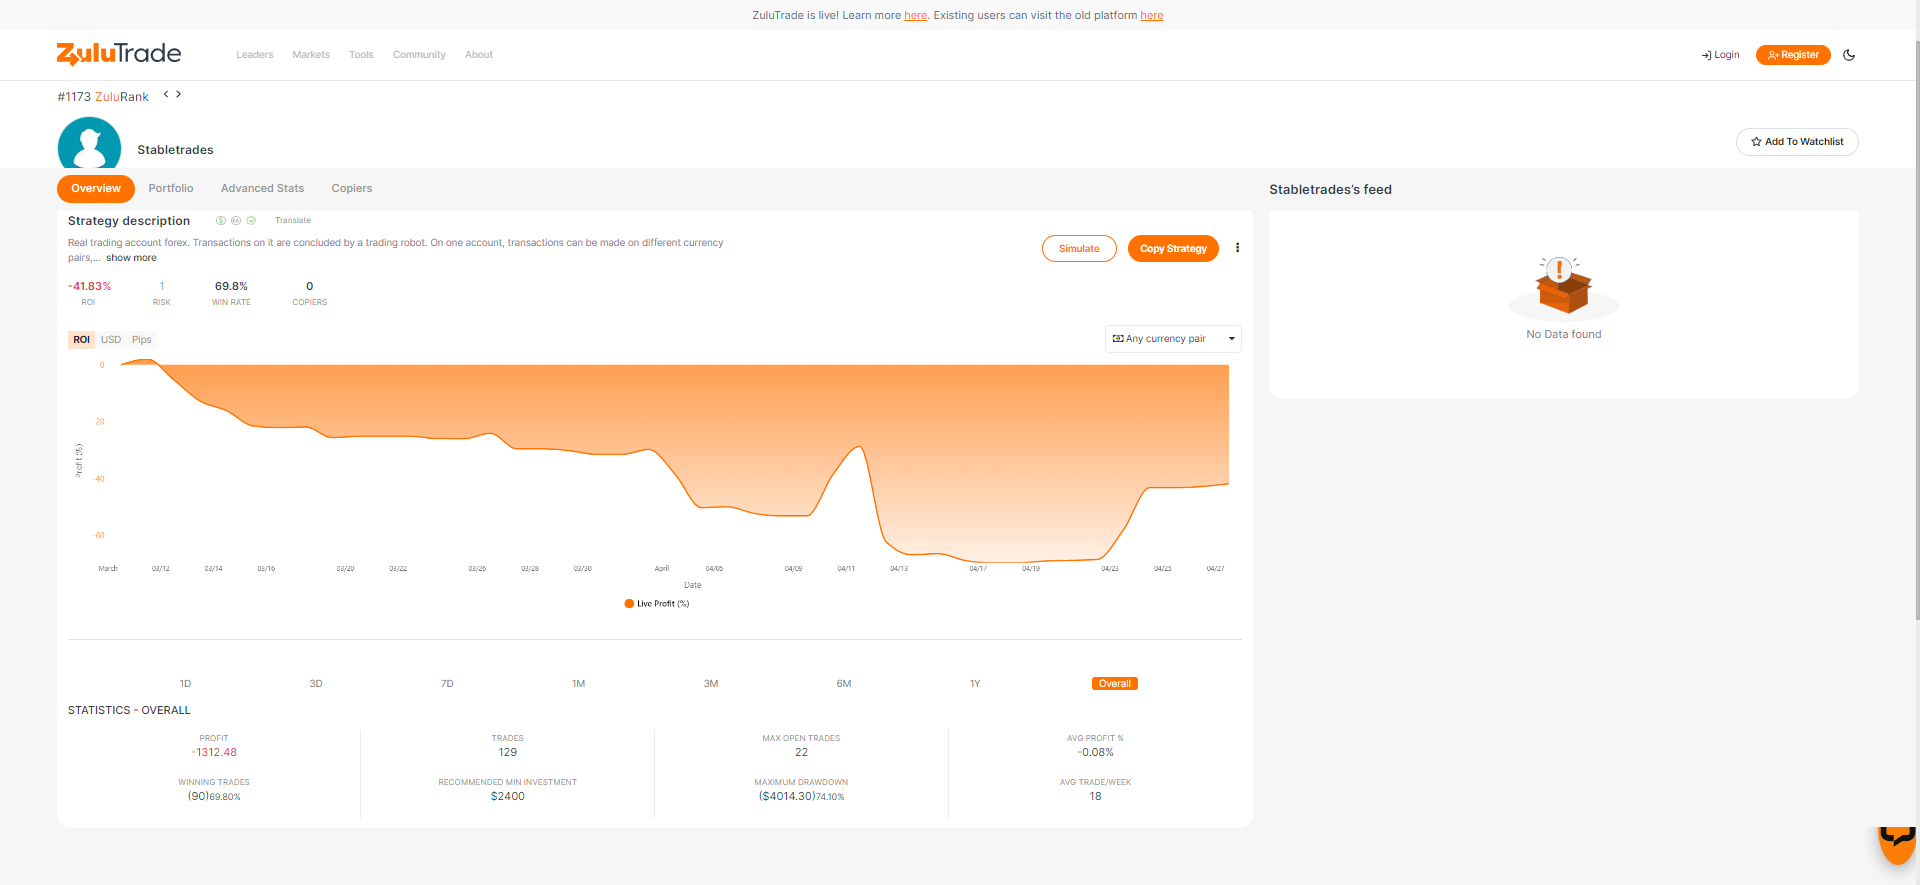 ZuluTrade is live! Learn more here. Existing users can visit the old platform here
ZuluTrade
Leaders Markets Tools Community About
Login Register
#1173 ZuluRank
Stabletrades
Add To Watchlist
Overview Portfolio Advanced Stats Copiers
Stabletrades's feed
Strategy description
Translate
Real trading account forex. Transactions on it are concluded by a trading robot. On one account, transactions can be made on different currency
pairs,... show more
Simulate Copy Strategy
-41.83% 1 69.8% 0
ROI RISK WIN RATE COPIERS
No Data found
ROI USD Pips
Any currency pair
0
-20
-40
-60
Profit (%)
March 03/12 03/14 03/16 03/20 03/22 03/26 03/28 03/30 April 04/05 04/09 04/11 04/13 04/17 04/19 04/23 04/25 04/27
Date
Live Profit (%)
1D 3D 7D 1M 3M 6M 1Y Overall
STATISTICS - OVERALL
PROFIT TRADES MAX OPEN TRADES AVG PROFIT %
-1312.48 129 22 -0.08%
WINNING TRADES RECOMMENDED MIN INVESTMENT MAXIMUM DRAWDOWN AVG TRADE/WEEK
(90)69.80% $2400 ($4014.30)74.10% 18